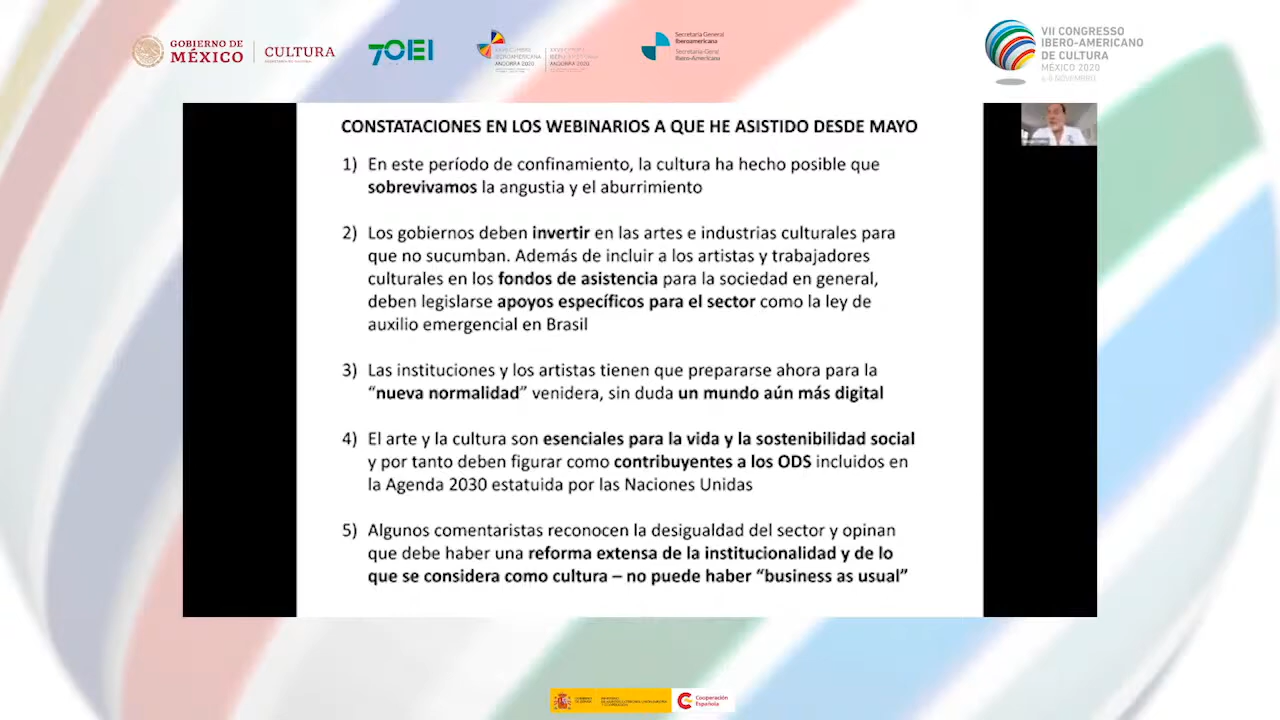 GOBIERNO DE
MÉXICO
CULTURA
70EI
ANDORRA 2020
ANDORRA 2020
Secretaría General
Iberoamericana
Secretaria-Geral
Ibero-Americana
VII CONGRESSO
IBERO-AMERICANO
DE CULTURA
MÉXICO 2020
CONSTATACIONES EN LOS WEBINARIOS A QUE HE ASISTIDO DESDE MAYO
1) En este período de confinamiento, la cultura ha hecho posible que
sobrevivamos la angustia y el aburrimiento
2) Los gobiernos deben invertir en las artes e industrias culturales para
que no sucumban. Además de incluir a los artistas y trabajadores
culturales en los fondos de asistencia para la sociedad en general,
deben legislarse apoyos específicos para el sector como la ley de
auxilio emergencial en Brasil
3) Las instituciones y los artistas tienen que prepararse ahora para la
“nueva normalidad” venidera, sin duda un mundo aún más digital
4) El arte y la cultura son esenciales para la vida y la sostenibilidad social
y por tanto deben figurar como contribuyentes a los ODS incluidos en
la Agenda 2030 estatuida por las Naciones Unidas
5) Algunos comentaristas reconocen la desigualdad del sector y opinan
que debe haber una reforma extensa de la institucionalidad y de lo
que se considera como cultura – no puede haber “business as usual”
Cooperación
Española